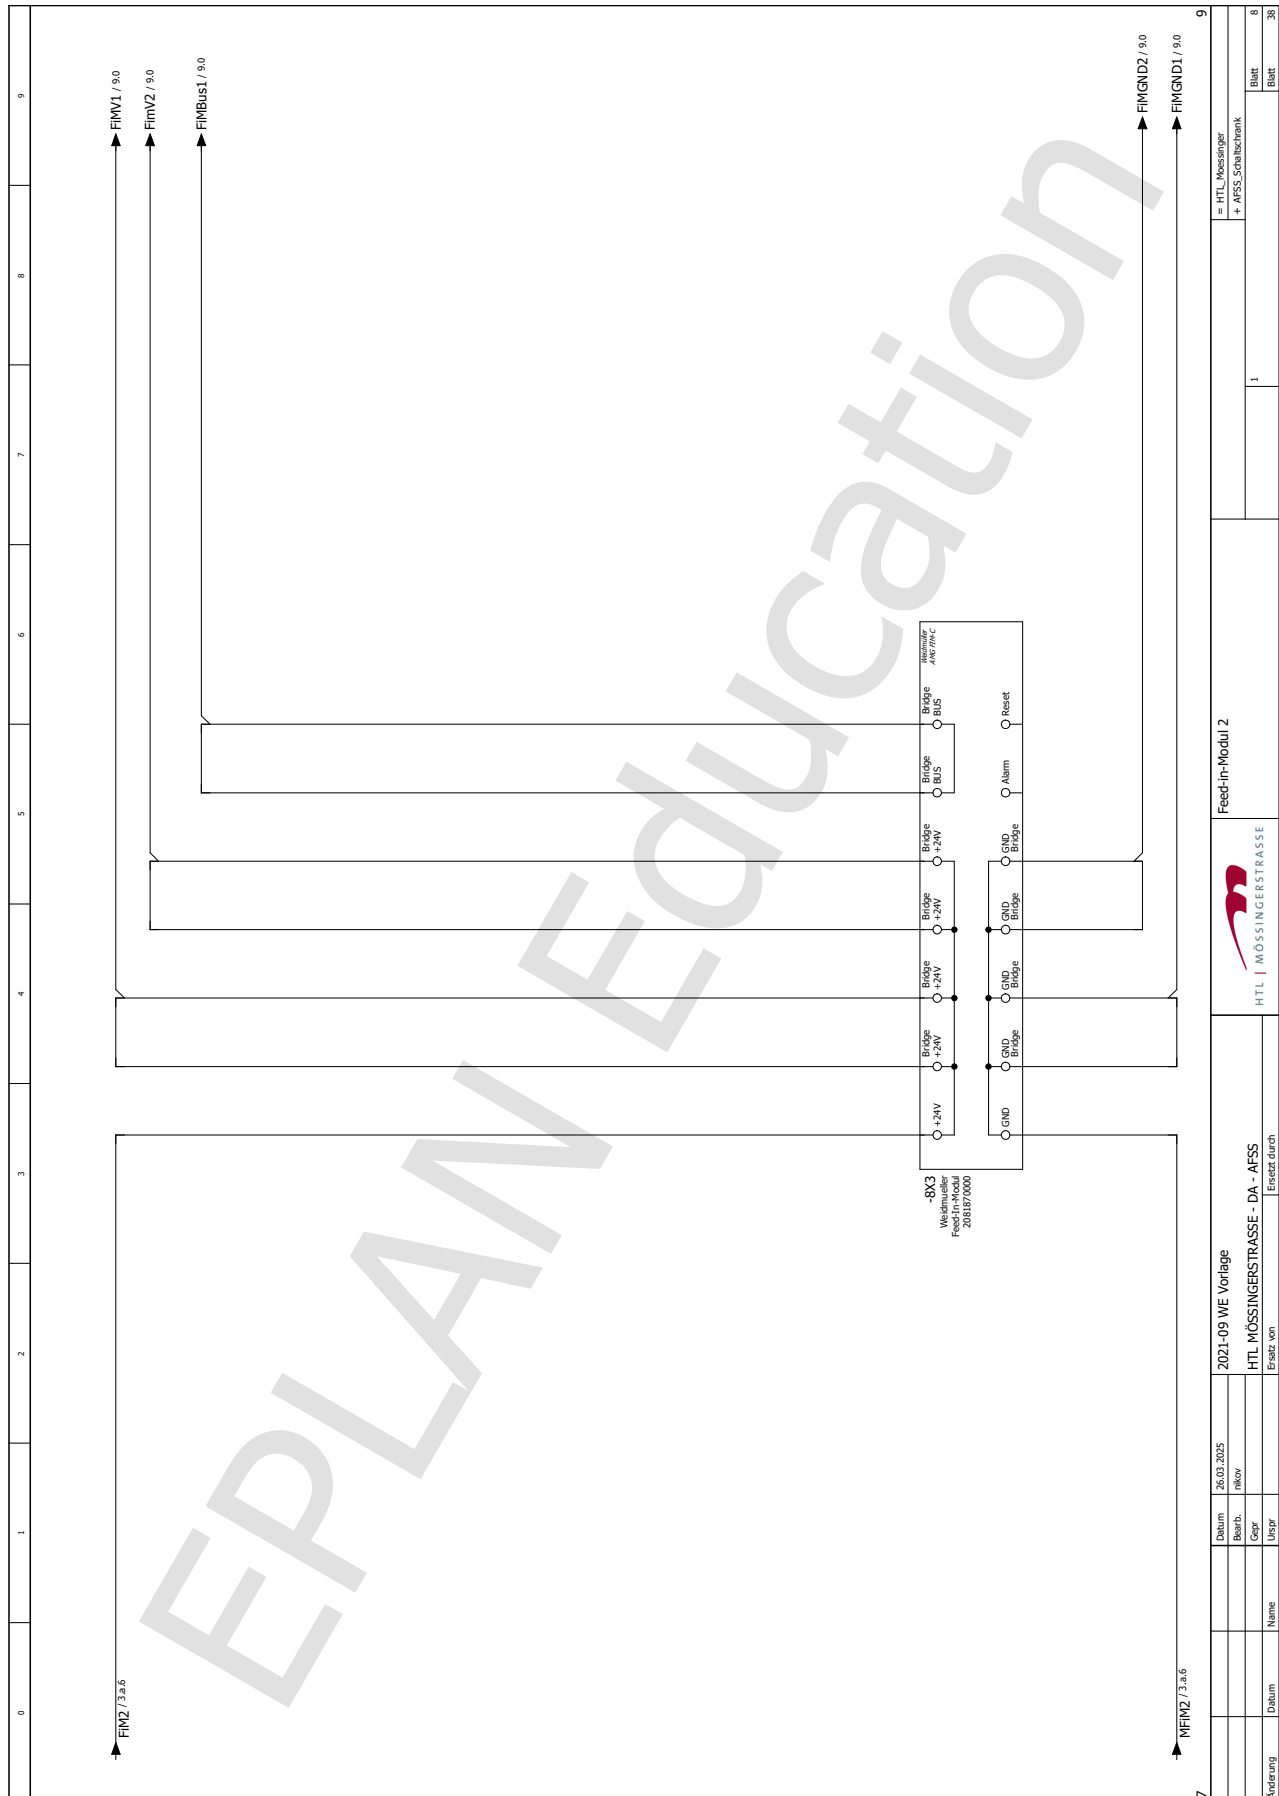 0
1
2
3
4
5
6
7
8
9
FiM2 / 3.a.6
FiMV1 / 9.0
FimV2 / 9.0
FiMBus1 / 9.0
EPLAN Education
-8X3
Weidmueller
Feed-In-Modul
2081870000
+24V
Bridge
+24V
Bridge
+24V
Bridge
+24V
Bridge
+24V
Bridge
BUS
Bridge
BUS
Weidmüller
AMG FIM-C
GND
GND
Bridge
GND
Bridge
GND
Bridge
GND
Bridge
Alarm
Reset
MFiM2 / 3.a.6
FiMGND2 / 9.0
FiMGND1 / 9.0
7
9
Datum
26.03.2025
2021-09 WE Vorlage
Feed-in-Modul 2
= HTL_Moessinger
Bearb.
nikov
+ AFSS_Schaltschrank
Gepr
HTL MÖSSINGERSTRASSE - DA - AFSS
HTL | MÖSSINGERSTRASSE
1
Blatt
8
Änderung
Datum
Name
Urspr
Ersatz von
Ersetzt durch
Blatt
38